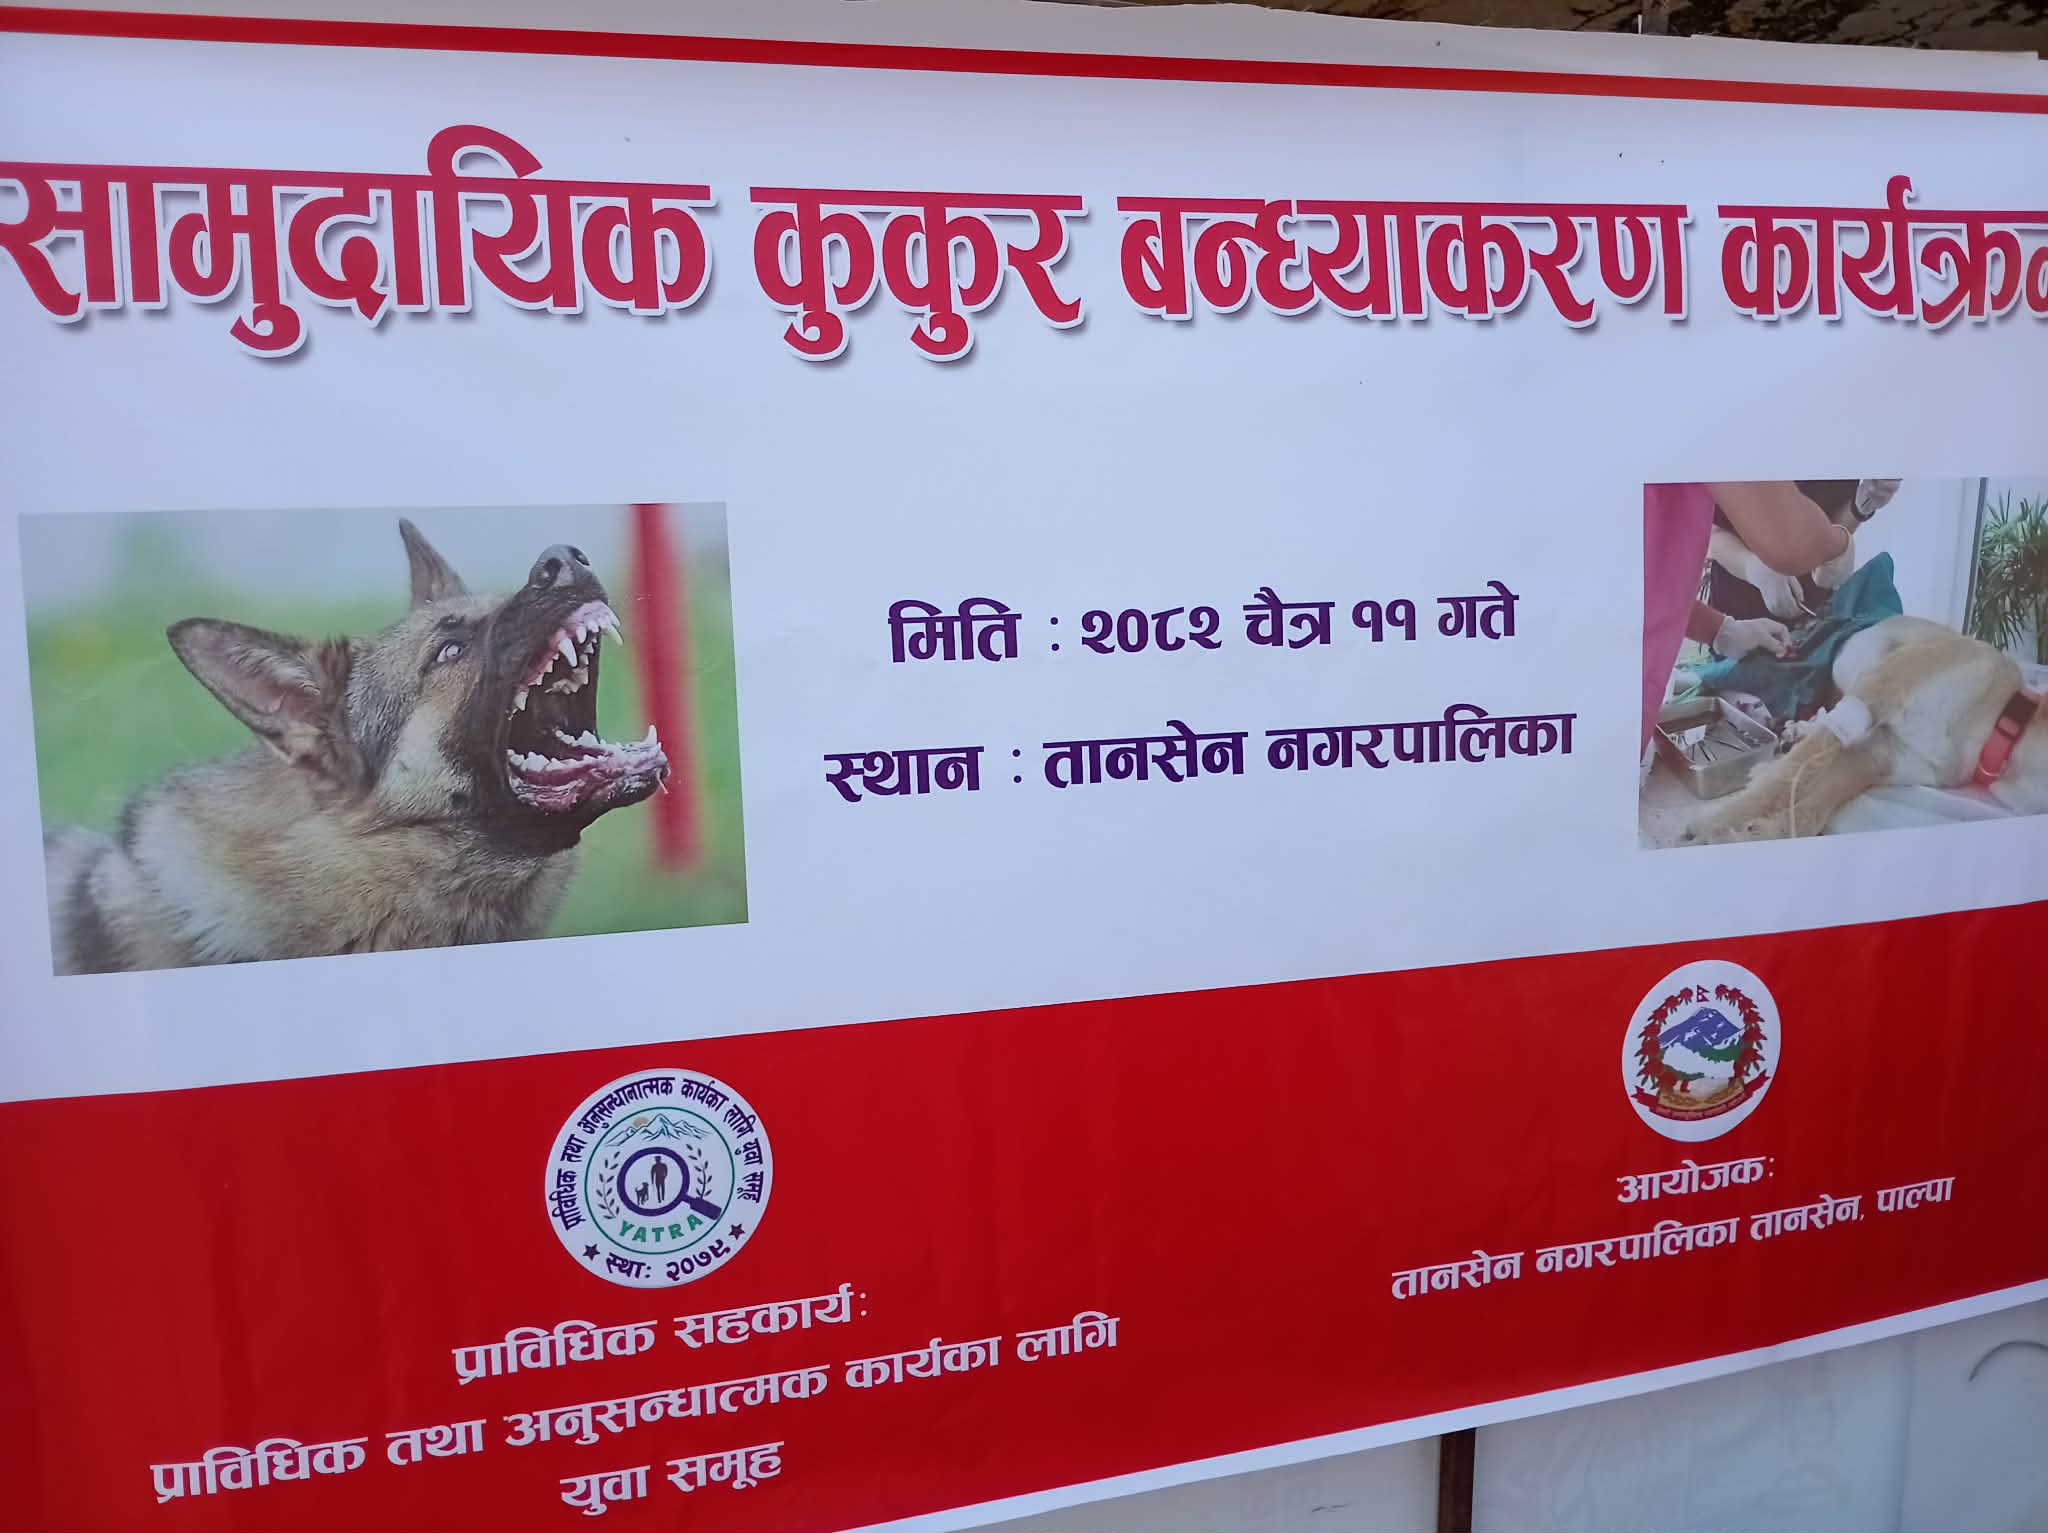 सामुदायिक कुकुर बन्ध्याकरण कार्यक्रम
मिति : २०८२ चैत्र ११ गते
स्थान : तानसेन नगरपालिका
प्राविधिक तथा अनुसन्धानात्मक कार्यका लागि युवा समूह
YATRA
★ स्था: २०७९ ★
प्राविधिक सहकार्य:
प्राविधिक तथा अनुसन्धात्मक कार्यका लागि
युवा समूह
आयोजक:
तानसेन नगरपालिका तानसेन, पाल्पा